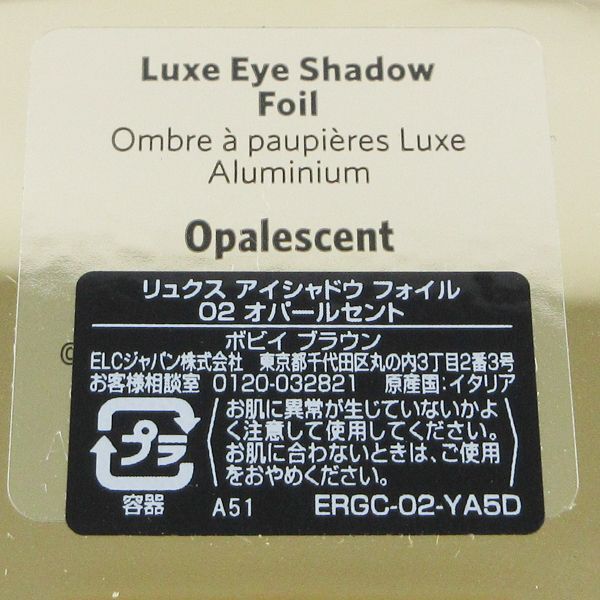 Luxe Eye Shadow
Foil
Ombre à paupières Luxe
Aluminium
Opalescent
リュクス アイシャドウ フォイル
02 オパールセント
ボビイ ブラウン
ELCジャパン株式会社 東京都千代田区丸の内3丁目2番3号
お客様相談室 0120-032821 原産国:イタリア
お肌に異常が生じていないかよ
く注意して使用してください。
お肌に合わないときは、ご使用
をおやめください。
プラ
容器 A51 ERGC-02-YA5D